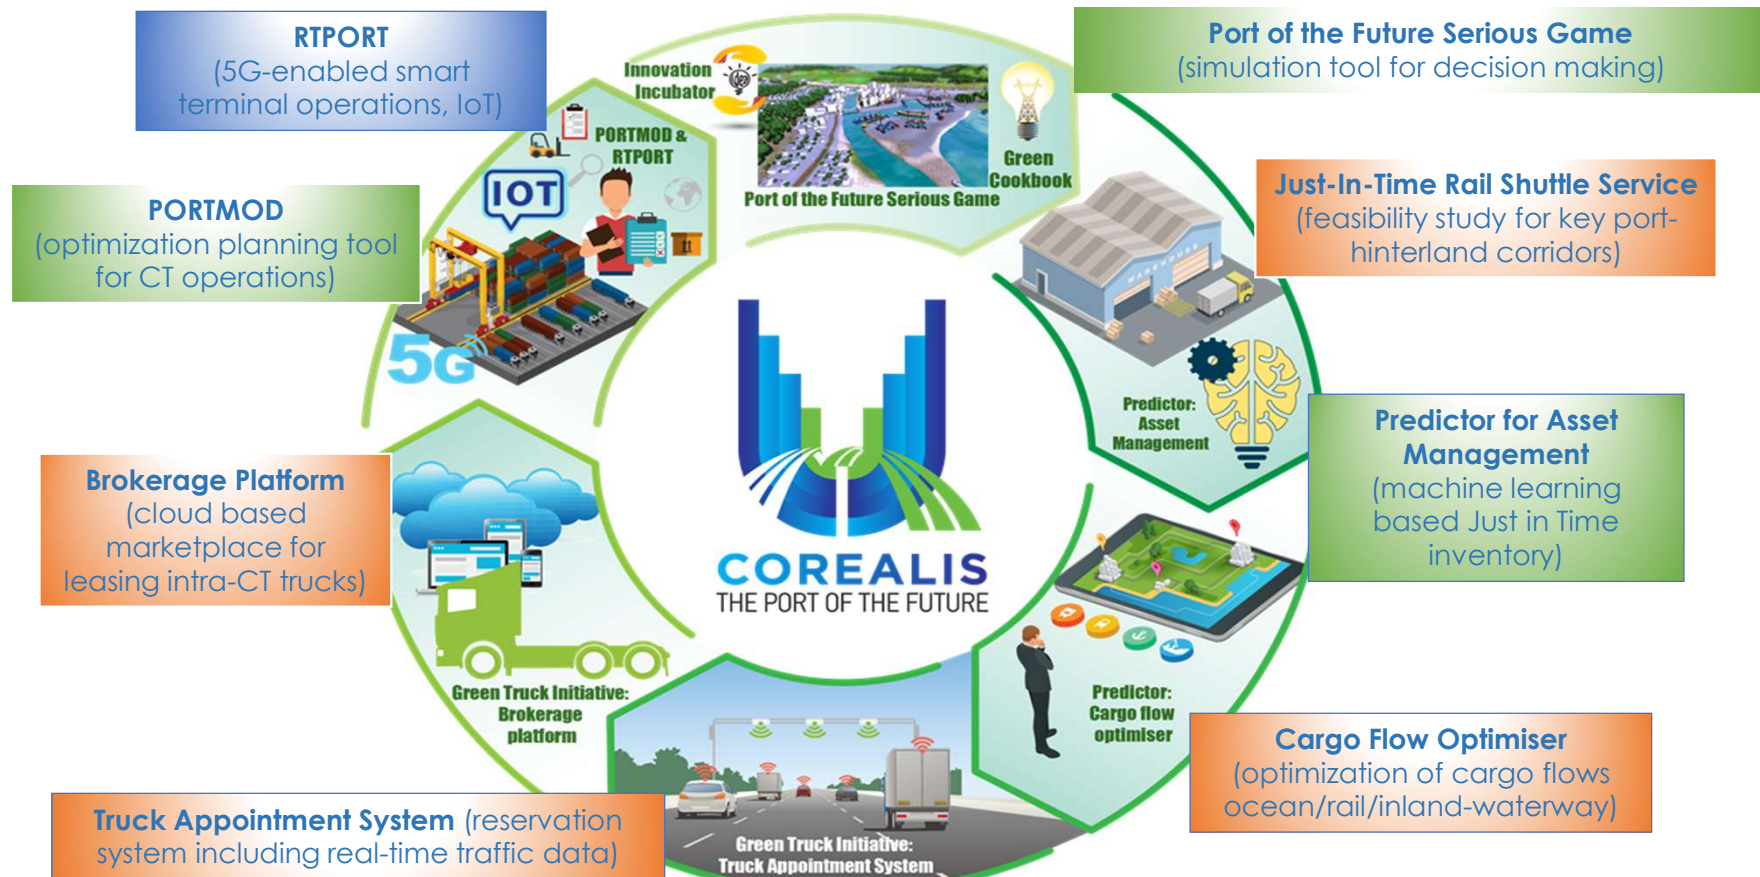 RTPORT
(5G-enabled smart
terminal operations, IoT)
Port of the Future Serious Game
(simulation tool for decision making)
Innovation
Incubator
idea
PORTMOD &
RTPORT
Green
Cookbook
Port of the Future Serious Game
IOT
5G
PORTMOD
(optimization planning tool
for CT operations)
Just-In-Time Rail Shuttle Service
(feasibility study for key port-
hinterland corridors)
WAREHOUSE
Predictor:
Asset
Management
Predictor for Asset
Management
(machine learning
based Just in Time
inventory)
Brokerage Platform
(cloud based
marketplace for
leasing intra-CT trucks)
COREALIS
THE PORT OF THE FUTURE
Green Truck Initiative:
Brokerage
platform
Predictor:
Cargo flow
optimiser
Cargo Flow Optimiser
(optimization of cargo flows
ocean/rail/inland-waterway)
Truck Appointment System (reservation
system including real-time traffic data)
Green Truck Initiative:
Truck Appointment System